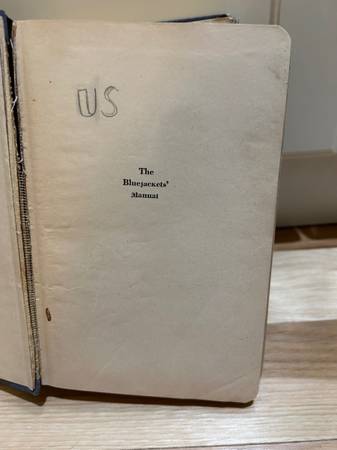 US
The
Bluejackets'
Manual